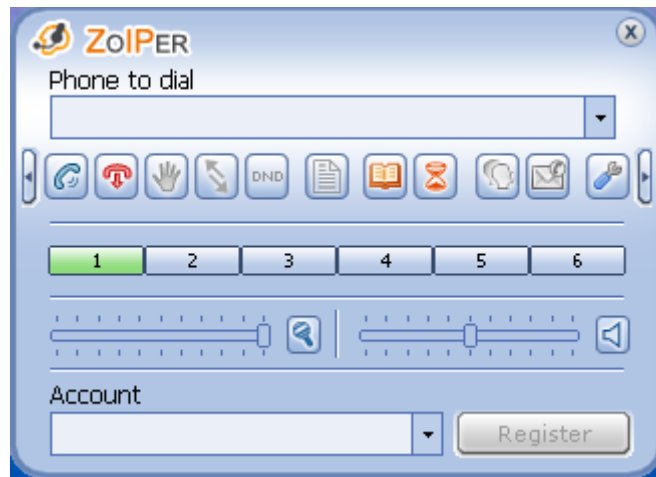 ZoIPer
Phone to dial
DND
1 2 3 4 5 6
Account
Register